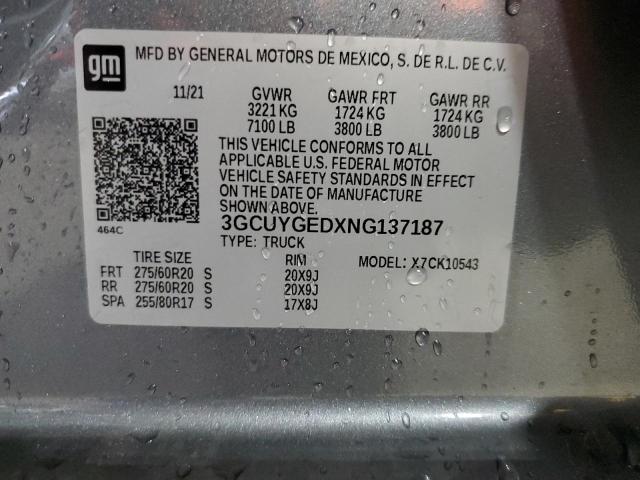 gm
MFD BY GENERAL MOTORS DE MEXICO, S. DE R.L. DE C.V.
11/21 GVWR GAWR FRT GAWR RR
3221 KG 1724 KG 1724 KG
7100 LB 3800 LB 3800 LB
THIS VEHICLE CONFORMS TO ALL
APPLICABLE U.S. FEDERAL MOTOR
VEHICLE SAFETY STANDARDS IN EFFECT
ON THE DATE OF MANUFACTURE
464C
3GCUYGEDXNG137187
TYPE: TRUCK
TIRE SIZE RIM MODEL: X7CK10543
FRT 275/60R20 S 20X9J
RR 275/60R20 S 20X9J
SPA 255/80R17 S 17X8J